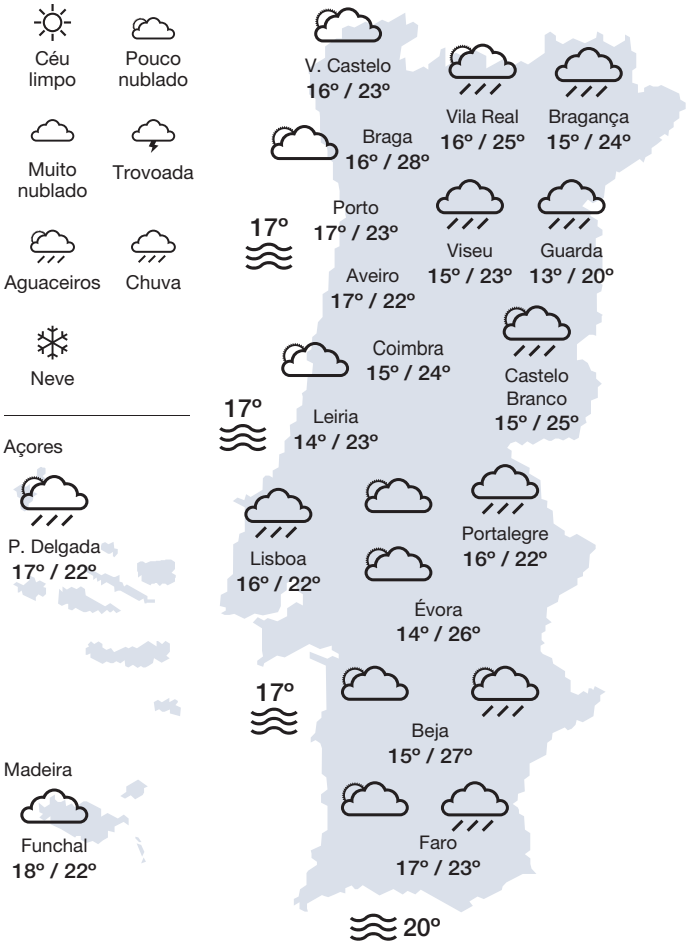 Céu
limpo
Pouco
nublado
Muito
nublado
Trovoada
Aguaceiros
Chuva
Neve
Açores
P. Delgada
17º / 22º
Madeira
Funchal
18º / 22º
V. Castelo
16º / 23º
Vila Real
16º / 25º
Bragança
15º / 24º
Braga
16º / 28º
Porto
17º / 23º
17º
Viseu
15º / 23º
Guarda
13º / 20º
Aveiro
17º / 22º
Coimbra
15º / 24º
Castelo
Branco
15º / 25º
17º
Leiria
14º / 23º
Lisboa
16º / 22º
Portalegre
16º / 22º
Évora
14º / 26º
17º
Beja
15º / 27º
Faro
17º / 23º
20º